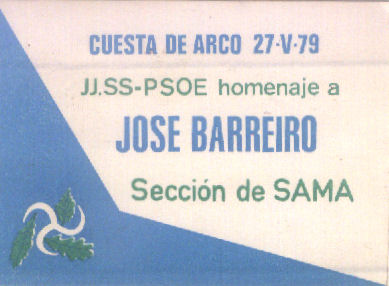 CUESTA DE ARCO 27-V-79
JJ.SS-PSOE homenaje a
JOSE BARREIRO
Sección de SAMA